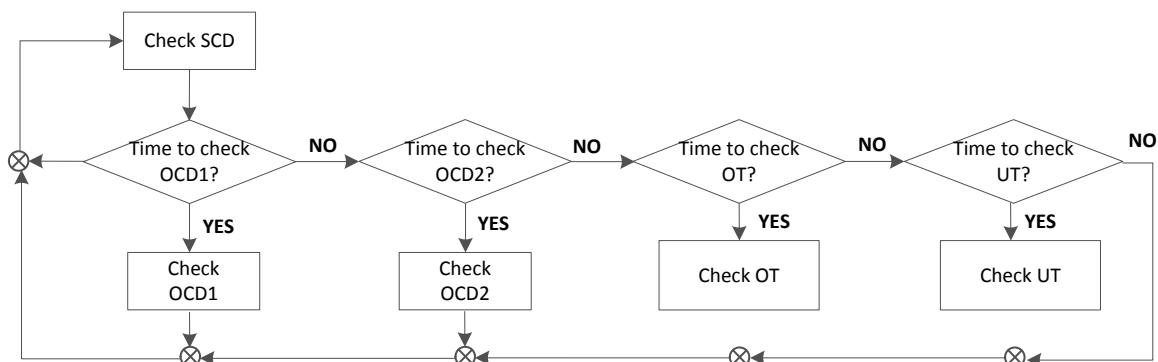 Check SCD
Time to check
OCD1?
NO
Time to check
OCD2?
NO
Time to check
OT?
NO
Time to check
UT?
NO
YES
YES
YES
YES
Check
OCD1
Check
OCD2
Check OT
Check UT